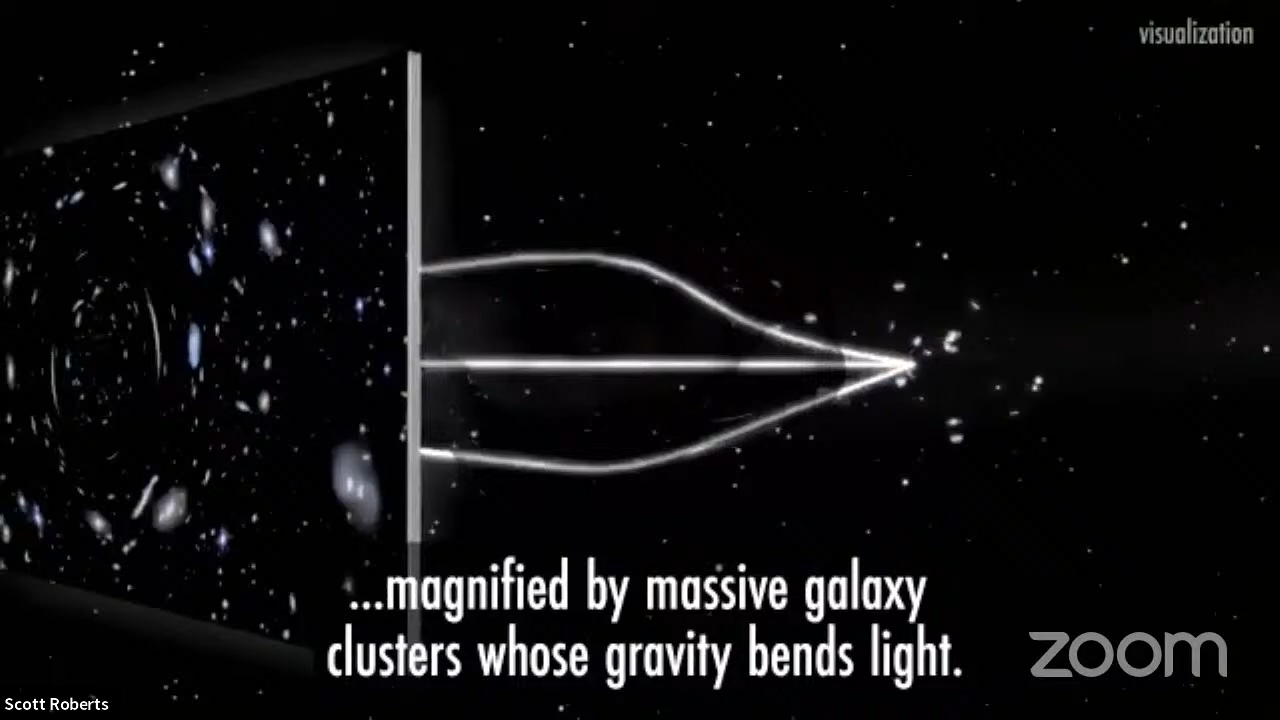 visualization
...magnified by massive galaxy
clusters whose gravity bends light.
zoom
Scott Roberts